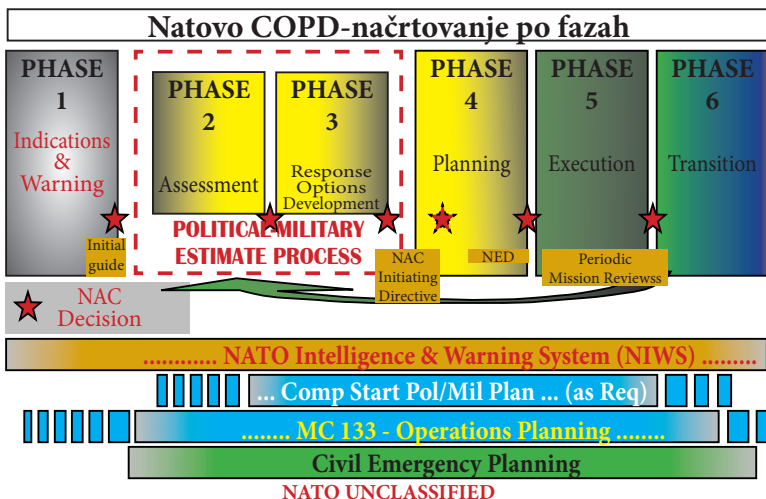 Natovo COPD-načrtovanje po fazah
PHASE
1
Indications
&
Warning
PHASE
2
Assessment
PHASE
3
Response
Options
Development
PHASE
4
Planning
PHASE
5
Execution
PHASE
6
Transition
POLITICAL-MILITARY
ESTIMATE PROCESS
Initial
guide
NAC
Initiating
Directive
NED
Periodic
Mission Reviewss
NAC
Decision
............ NATO Intelligence & Warning System (NIWS) ......
... Comp Start Pol/Mil Plan ... (as Req)
........ MC 133 - Operations Planning ........
Civil Emergency Planning
NATO UNCLASSIFIED